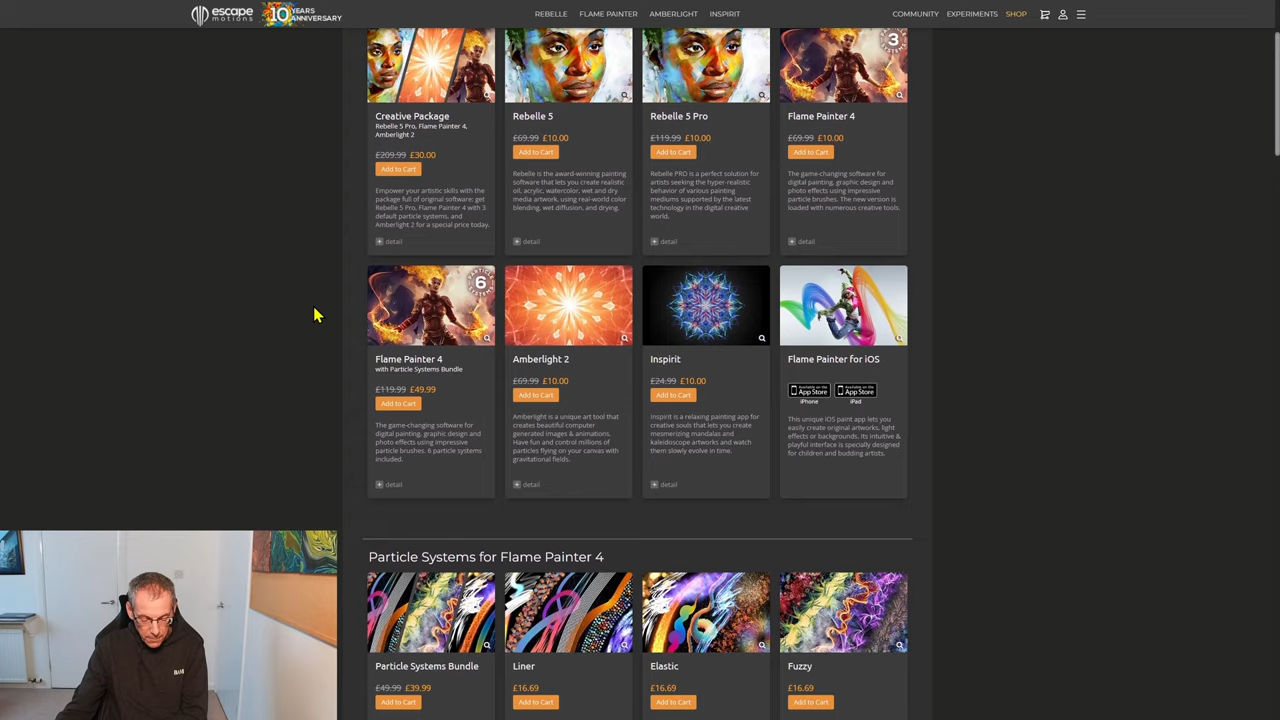 escape motions
10 YEARS ANNIVERSARY
REBELLE FLAME PAINTER AMBERLIGHT INSPIRIT
COMMUNITY EXPERIMENTS SHOP
Creative Package
Rebelle 5 Pro, Flame Painter 4,
Amberlight 2
£209.99 £30.00
Add to Cart
Empower your artistic skills with the
package full of original software; get
Rebelle 5 Pro, Flame Painter 4 with 3
default particle systems, and
Amberlight 2 for a special price today.
detail
Rebelle 5
£69.99 £10.00
Add to Cart
Rebelle is the award-winning painting
software that lets you create realistic
oil, acrylic, watercolor, wet and dry
media artwork, using real-world color
blending, wet diffusion, and drying.
detail
Rebelle 5 Pro
£119.99 £10.00
Add to Cart
Rebelle PRO is a perfect solution for
artists seeking the hyper-realistic
behavior of various painting
mediums supported by the latest
technology in the digital creative
world.
detail
3
SYSTEMS
Flame Painter 4
£69.99 £10.00
Add to Cart
The game-changing software for
digital painting, graphic design and
photo effects using impressive
particle brushes. The new version is
loaded with numerous creative tools.
detail
PARTICLE
6
SYSTEMS
Flame Painter 4
with Particle Systems Bundle
£119.99 £49.99
Add to Cart
The game-changing software for
digital painting, graphic design and
photo effects using impressive
particle brushes. 6 particle systems
included.
detail
Amberlight 2
£69.99 £10.00
Add to Cart
Amberlight is a unique art tool that
creates beautiful computer
generated images & animations.
Have fun and control millions of
particles flying on your canvas with
gravitational fields.
detail
Inspirit
£24.99 £10.00
Add to Cart
Inspirit is a relaxing painting app for
creative souls that lets you create
mesmerizing mandalas and
kaleidoscope artworks and watch
them slowly evolve in time.
detail
Flame Painter for iOS
Available on the App Store
Available on the App Store
iPhone iPad
This unique iOS paint app lets you
easily create original artworks, light
effects or backgrounds. Its intuitive &
playful interface is specially designed
for children and budding artists.
Particle Systems for Flame Painter 4
Particle Systems Bundle
£49.99 £39.99
Add to Cart
Liner
£16.69
Add to Cart
Elastic
£16.69
Add to Cart
Fuzzy
£16.69
Add to Cart